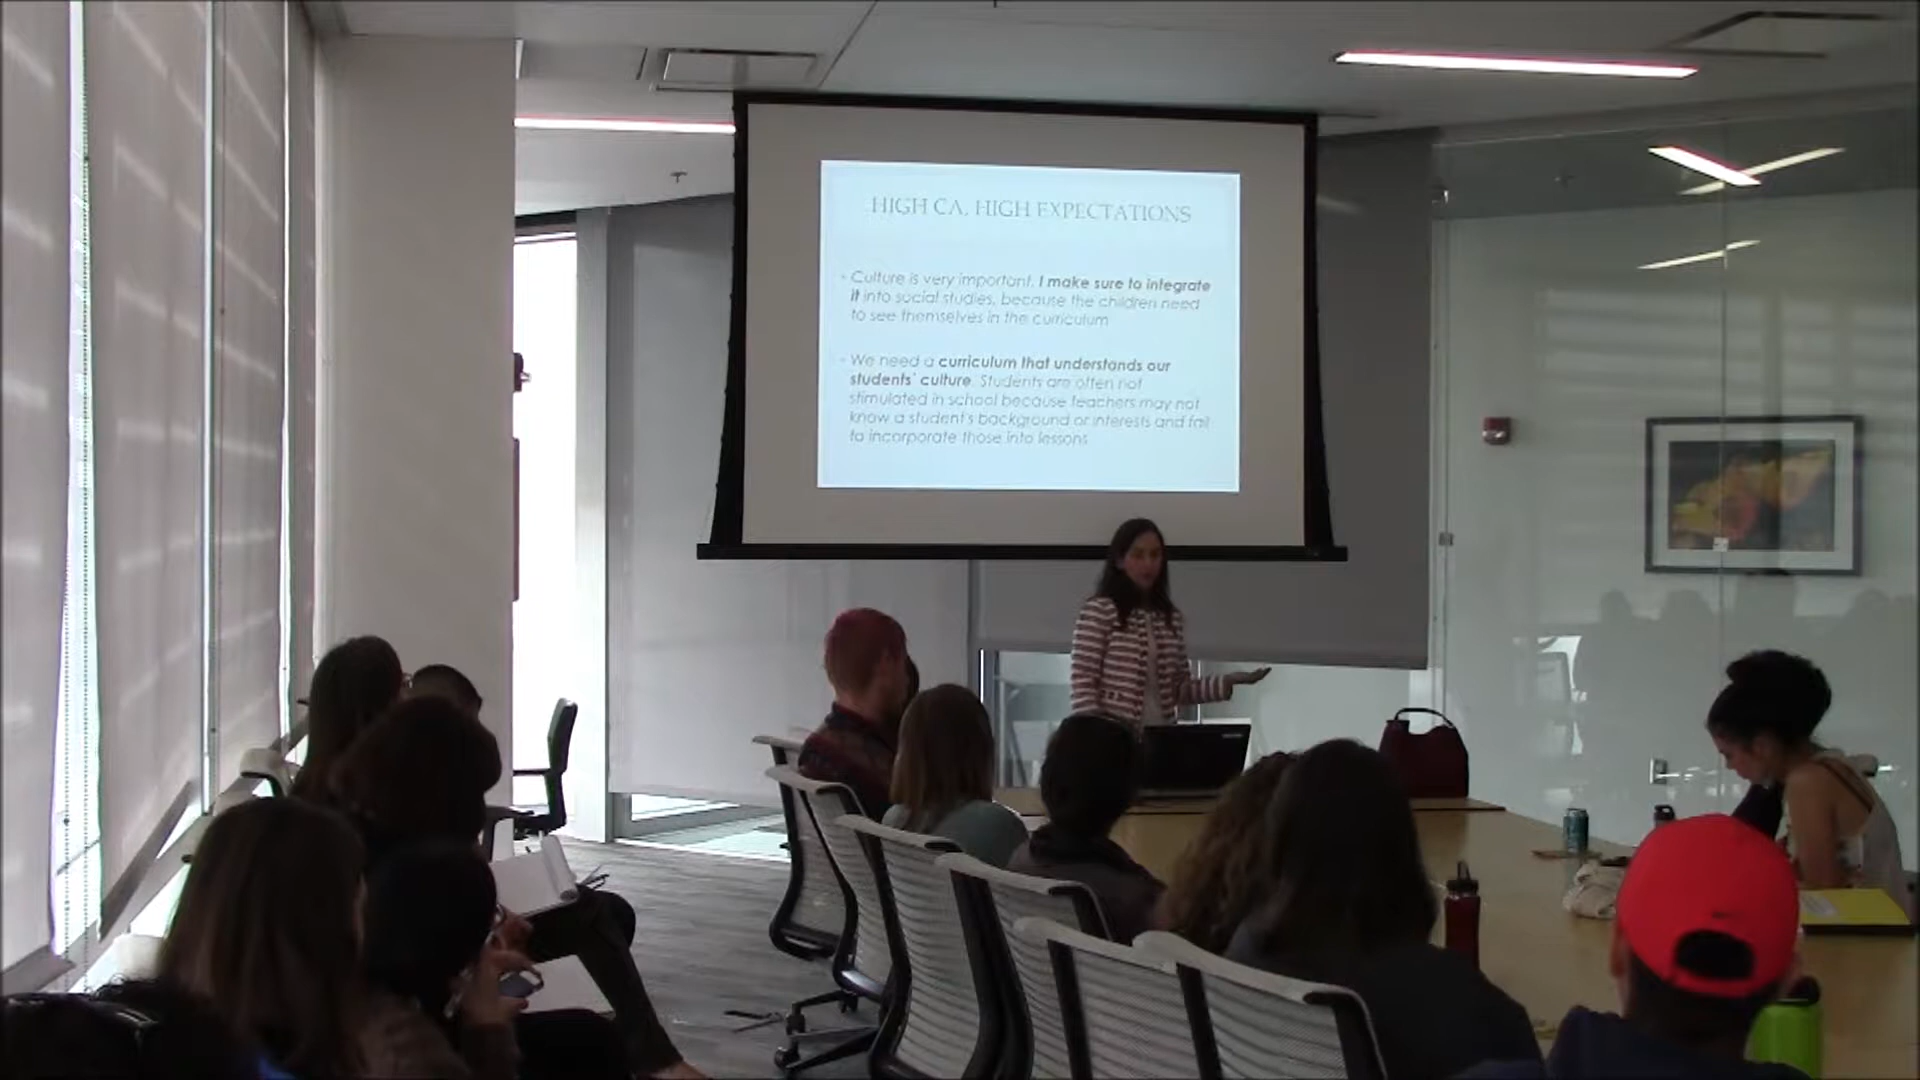 HIGH CA, HIGH EXPECTATIONS
Culture is very important. I make sure to integrate
it into social studies, because the children need
to see themselves in the curriculum
We need a curriculum that understands our
students' culture. Students are often not
stimulated in school because teachers may not
know a student's background or interests and fail
to incorporate those into lessons